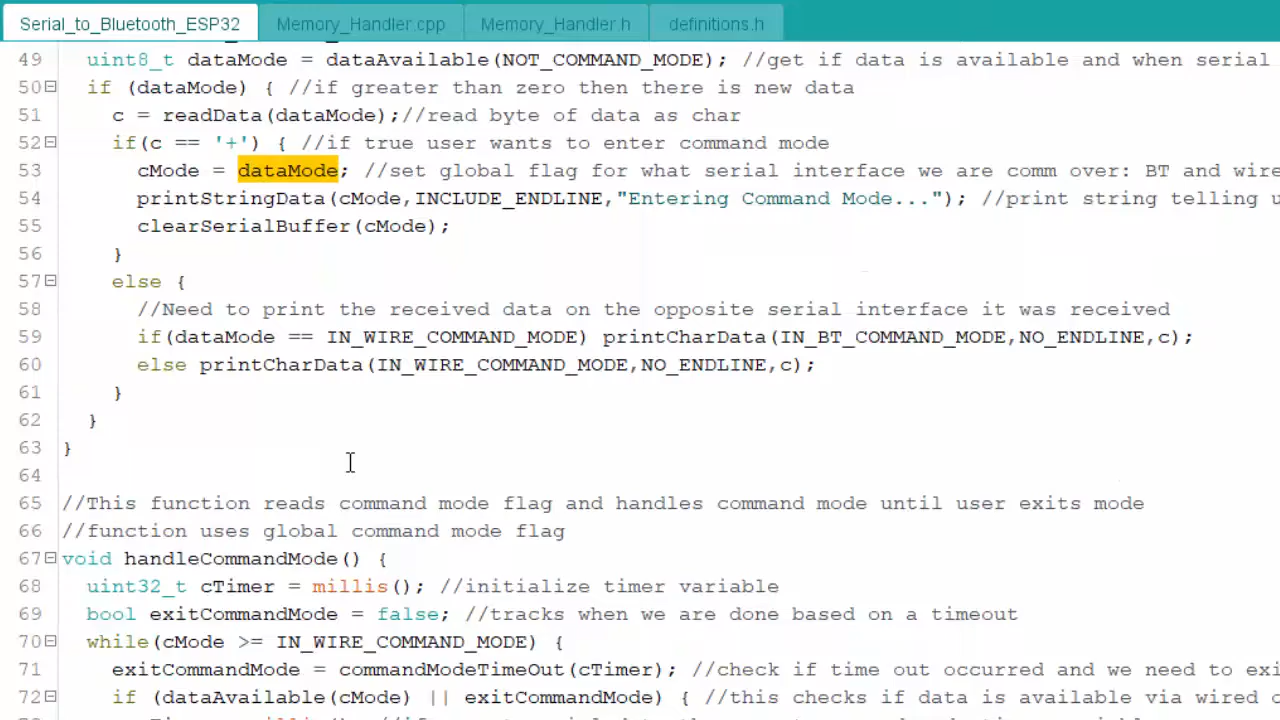 Serial_to_Bluetooth_ESP32 Memory_Handler.cpp Memory_Handler.h definitions.h
49 uint8_t dataMode = dataAvailable(NOT_COMMAND_MODE); //get if data is available and when serial
50 if (dataMode) { //if greater than zero then there is new data
51 c = readData(dataMode);//read byte of data as char
52 if(c == '+') { //if true user wants to enter command mode
53 cMode = dataMode; //set global flag for what serial interface we are comm over: BT and wire
54 printStringData(cMode,INCLUDE_ENDLINE,"Entering Command Mode..."); //print string telling u
55 clearSerialBuffer(cMode);
56 }
57 else {
58 //Need to print the received data on the opposite serial interface it was received
59 if(dataMode == IN_WIRE_COMMAND_MODE) printCharData(IN_BT_COMMAND_MODE,NO_ENDLINE,c);
60 else printCharData(IN_WIRE_COMMAND_MODE,NO_ENDLINE,c);
61 }
62 }
63 }
64
65 //This function reads command mode flag and handles command mode until user exits mode
66 //function uses global command mode flag
67 void handleCommandMode() {
68 uint32_t cTimer = millis(); //initialize timer variable
69 bool exitCommandMode = false; //tracks when we are done based on a timeout
70 while(cMode >= IN_WIRE_COMMAND_MODE) {
71 exitCommandMode = commandModeTimeOut(cTimer); //check if time out occurred and we need to exi
72 if (dataAvailable(cMode) || exitCommandMode) { //this checks if data is available via wired c